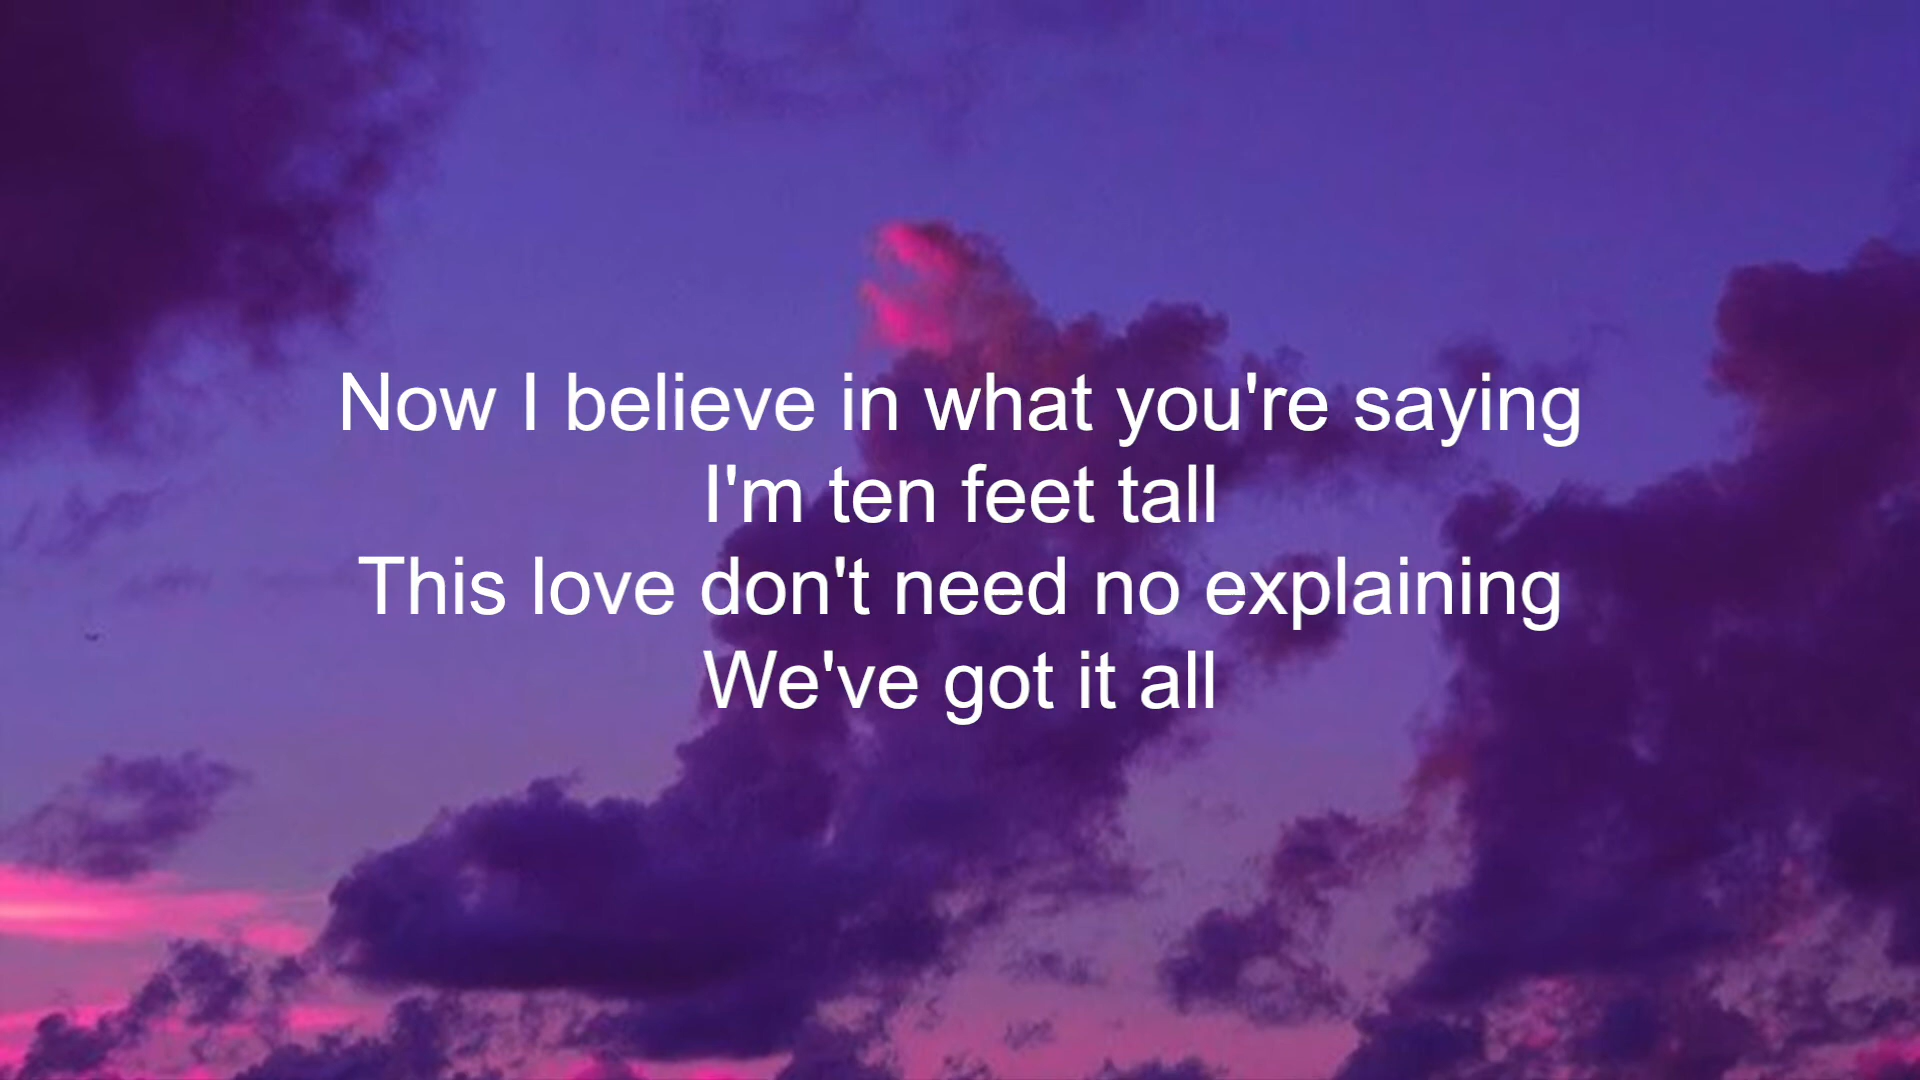 Now I believe in what you're saying
I'm ten feet tall
This love don't need no explaining
We've got it all